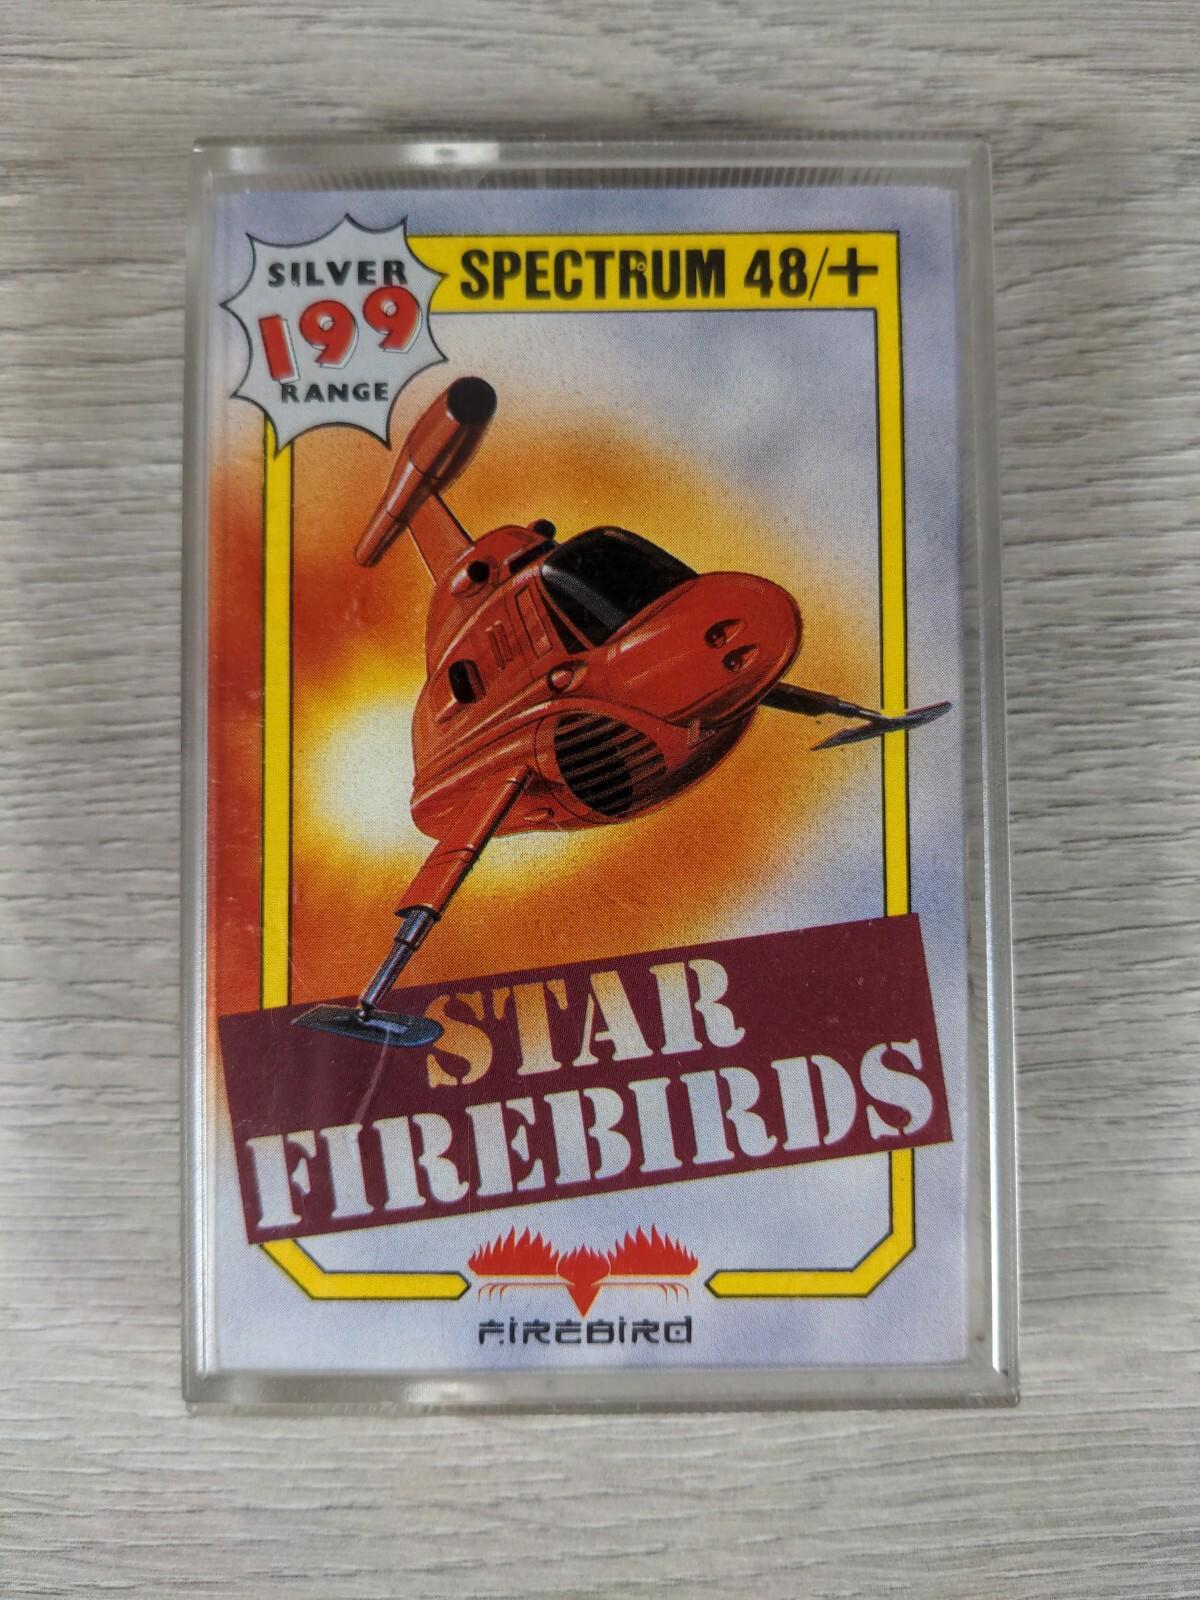 SILVER
199
RANGE
SPECTRUM 48/+
STAR
FIREBIRDS
FIREBIRD